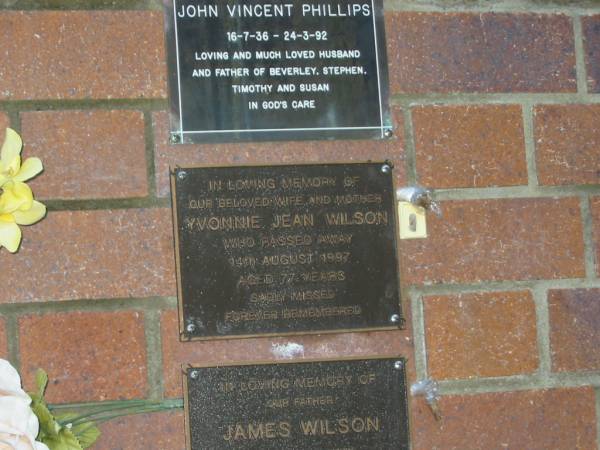 JOHN VINCENT PHILLIPS
16-7-36 - 24-3-92
LOVING AND MUCH LOVED HUSBAND
AND FATHER OF BEVERLEY, STEPHEN,
TIMOTHY AND SUSAN
IN GOD'S CARE
IN LOVING MEMORY OF
OUR BELOVED WIFE AND MOTHER
YVONNIE JEAN WILSON
WHO PASSED AWAY
14TH AUGUST 1997
AGED 77 YEARS
SADLY MISSED
FOREVER REMEMBERED
IN LOVING MEMORY OF
OUR FATHER
JAMES WILSON